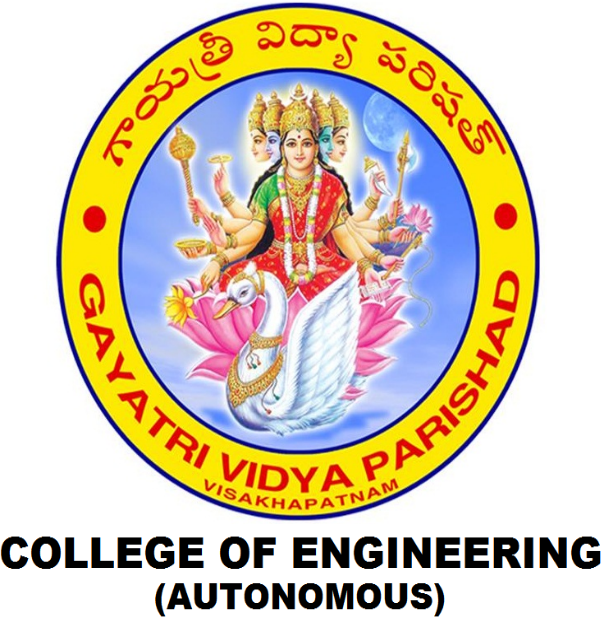 గాయత్రీ విద్యా పరిషత్
GAYATRI VIDYA PARISHAD
VISAKHAPATNAM
COLLEGE OF ENGINEERING
(AUTONOMOUS)